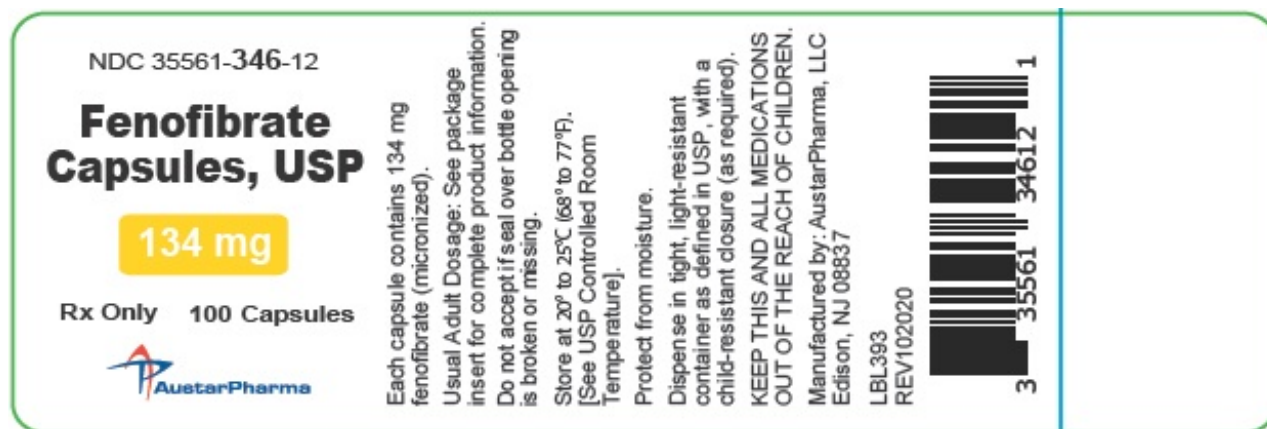 NDC 35561-346-12
Fenofibrate
Capsules, USP
134 mg
Rx Only 100 Capsules
AustarPharma
Each capsule contains 134 mg
fenofibrate (micronized).
Usual Adult Dosage: See package
insert for complete product information.
Do not accept if seal over bottle opening
is broken or missing.
Store at 20° to 25°C (68° to 77°F).
[See USP Controlled Room
Temperature].
Protect from moisture.
Dispense in tight, light-resistant
container as defined in USP, with a
child-resistant closure (as required).
KEEP THIS AND ALL MEDICATIONS
OUT OF THE REACH OF CHILDREN.
Manufactured by: AustarPharma, LLC
Edison, NJ 08837
LBL393
REV102020
3 35561 34612 1